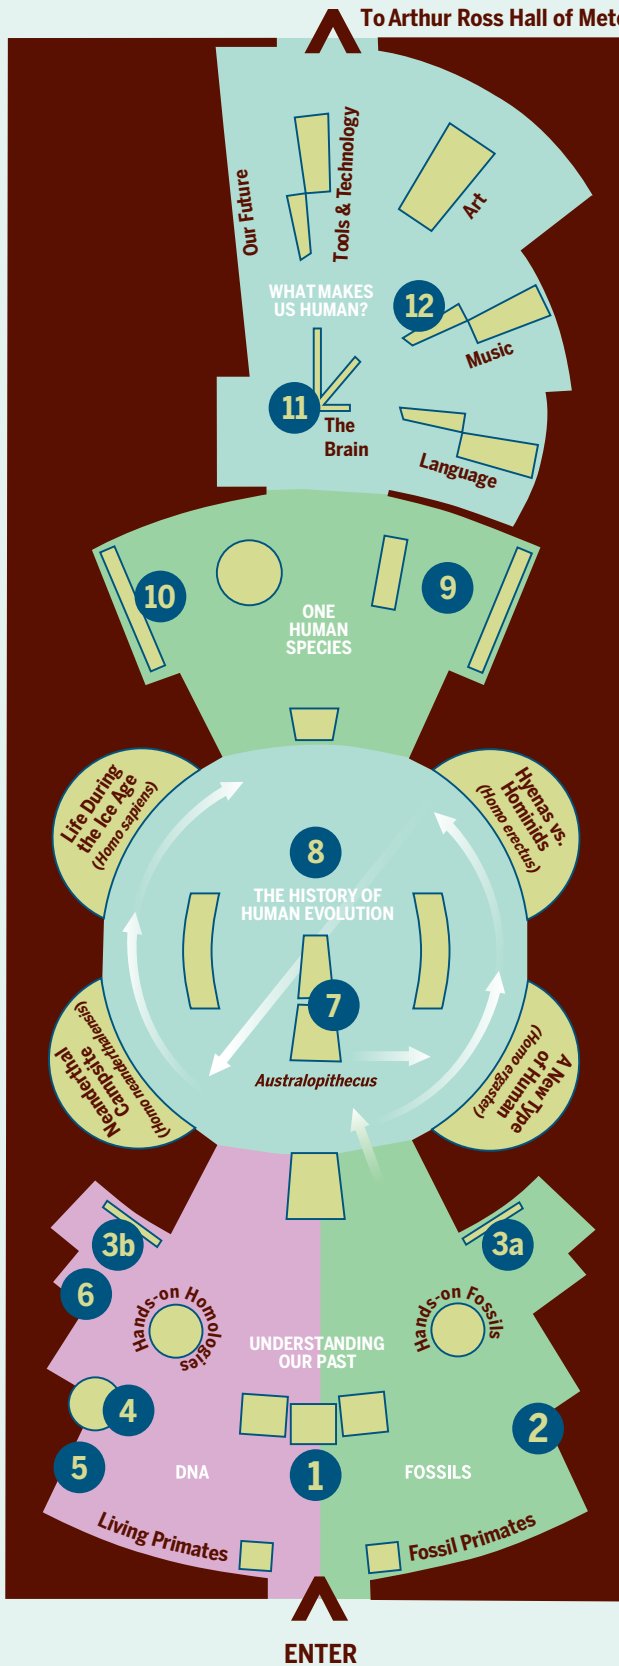 To Arthur Ross Hall of
Our Future
Tools & Technology
Art
WHAT MAKES
US HUMAN?
12
Music
11
The
Brain
Language
10
9
ONE
HUMAN
SPECIES
Life During
the Ice Age
(Homo sapiens)
Hyenas vs.
Hominids
(Homo erectus)
8
THE HISTORY OF
HUMAN EVOLUTION
7
Australopithecus
Neanderthal
Campsite
(Homo neanderthalensis)
A New Type
of Human
(Homo ergaster)
3b
3a
6
Hands-on Homologies
Hands-on Fossils
UNDERSTANDING
OUR PAST
4
2
5
DNA
1
FOSSILS
Living Primates
Fossil Primates
ENTER